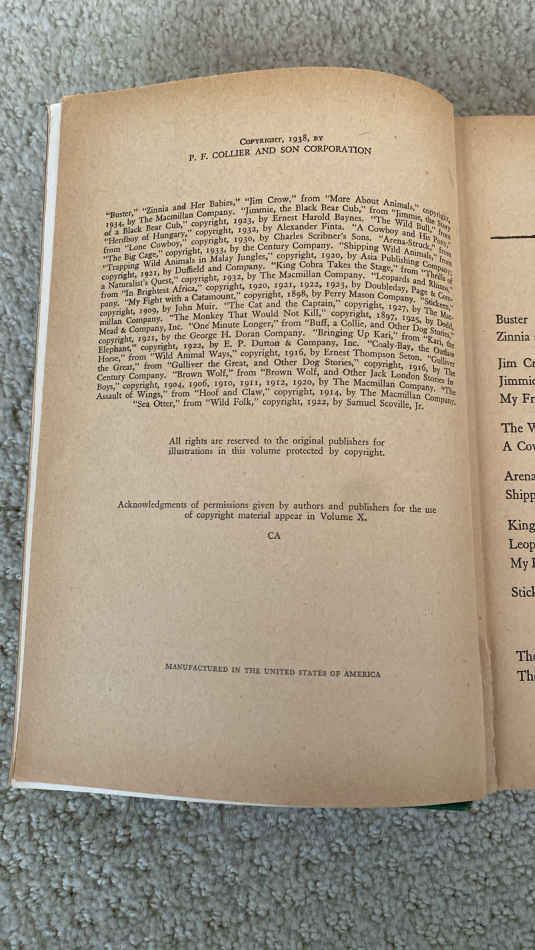 COPYRIGHT, 1938, BY
P. F. COLLIER AND SON CORPORATION
"Buster," "Zinnia and Her Babies," "Jim Crow," from "More About Animals," copyright,
1934, by The Macmillan Company. "Jimmie, the Black Bear Cub," from "Jimmie, the Story
of a Black Bear Cub," copyright, 1923, by Ernest Harold Baynes. "The Wild Bull," from
"Herdboy of Hungary," copyright, 1932, by Alexander Finta. "A Cowboy and His Pony,"
from "Lone Cowboy," copyright, 1930, by Charles Scribner's Sons. "Arena-Struck," from
"The Big Cage," copyright, 1933, by the Century Company. "Shipping Wild Animals," from
"Trapping Wild Animals in Malay Jungles," copyright, 1920, by Asia Publishing Company;
copyright, 1921, by Duffield and Company. "King Cobra Takes the Stage," from "Thrills of
a Naturalist's Quest," copyright, 1932, by The Macmillan Company. "Leopards and Rhinos,"
from "In Brightest Africa," copyright, 1920, 1921, 1922, 1923, by Doubleday, Page & Com-
pany. "My Fight with a Catamount," copyright, 1898, by Perry Mason Company. "Stickeen,"
copyright, 1909, by John Muir. "The Cat and the Captain," copyright, 1927, by The Mac-
millan Company. "The Monkey That Would Not Kill," copyright, 1897, 1925, by Dodd,
Mead & Company, Inc. "One Minute Longer," from "Buff, a Collie, and Other Dog Stories,"
copyright, 1921, by the George H. Doran Company. "Bringing Up Kari," from "Kari, the
Elephant," copyright, 1922, by E. P. Dutton & Company, Inc. "Coaly-Bay, the Outlaw
Horse," from "Wild Animal Ways," copyright, 1916, by Ernest Thompson Seton. "Gulliver
the Great," from "Gulliver the Great, and Other Dog Stories," copyright, 1916, by The
Century Company. "Brown Wolf," from "Brown Wolf, and Other Jack London Stories for
Boys," copyright, 1904, 1906, 1910, 1911, 1912, 1920, by The Macmillan Company. "The
Assault of Wings," from "Hoof and Claw," copyright, 1914, by The Macmillan Company.
"Sea Otter," from "Wild Folk," copyright, 1922, by Samuel Scoville, Jr.
All rights are reserved to the original publishers for
illustrations in this volume protected by copyright.
Acknowledgments of permissions given by authors and publishers for the use
of copyright material appear in Volume X.
CA
MANUFACTURED IN THE UNITED STATES OF AMERICA
Buster
Zinnia
Jim
Jimmie
My
The
A
Arena
Shipp
King
Leop
My
Stick
The